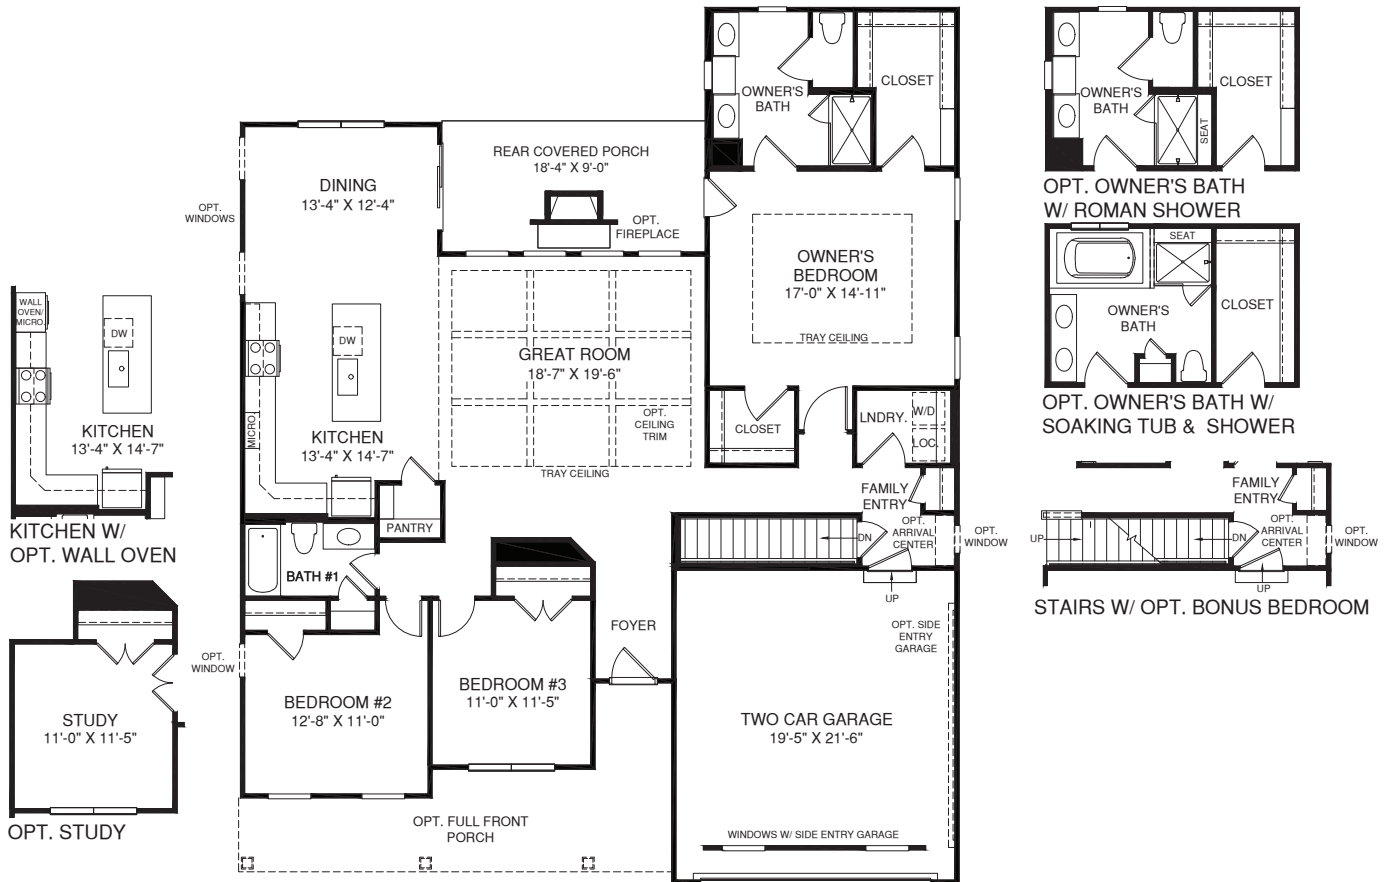 OWNER'S
BATH
CLOSET
REAR COVERED PORCH
18'-4" X 9'-0"
OPT.
FIREPLACE
DINING
13'-4" X 12'-4"
OPT.
WINDOWS
OWNER'S
BEDROOM
17'-0" X 14'-11"
TRAY CEILING
GREAT ROOM
18'-7" X 19'-6"
OPT.
CEILING
TRIM
TRAY CEILING
DW
MICRO.
KITCHEN
13'-4" X 14'-7"
PANTRY
CLOSET
LNDRY.
W/D
LOC.
FAMILY
ENTRY
OPT.
ARRIVAL
CENTER
OPT.
WINDOW
DN
UP
BATH #1
OPT.
WINDOW
BEDROOM #2
12'-8" X 11'-0"
BEDROOM #3
11'-0" X 11'-5"
FOYER
OPT. SIDE
ENTRY
GARAGE
TWO CAR GARAGE
19'-5" X 21'-6"
WINDOWS W/ SIDE ENTRY GARAGE
OPT. FULL FRONT
PORCH
WALL
OVEN/
MICRO.
DW
KITCHEN
13'-4" X 14'-7"
KITCHEN W/
OPT. WALL OVEN
STUDY
11'-0" X 11'-5"
OPT. STUDY
OWNER'S
BATH
SEAT
CLOSET
OPT. OWNER'S BATH
W/ ROMAN SHOWER
SEAT
OWNER'S
BATH
CLOSET
OPT. OWNER'S BATH W/
SOAKING TUB & SHOWER
FAMILY
ENTRY
OPT.
ARRIVAL
CENTER
OPT.
WINDOW
UP
DN
UP
STAIRS W/ OPT. BONUS BEDROOM